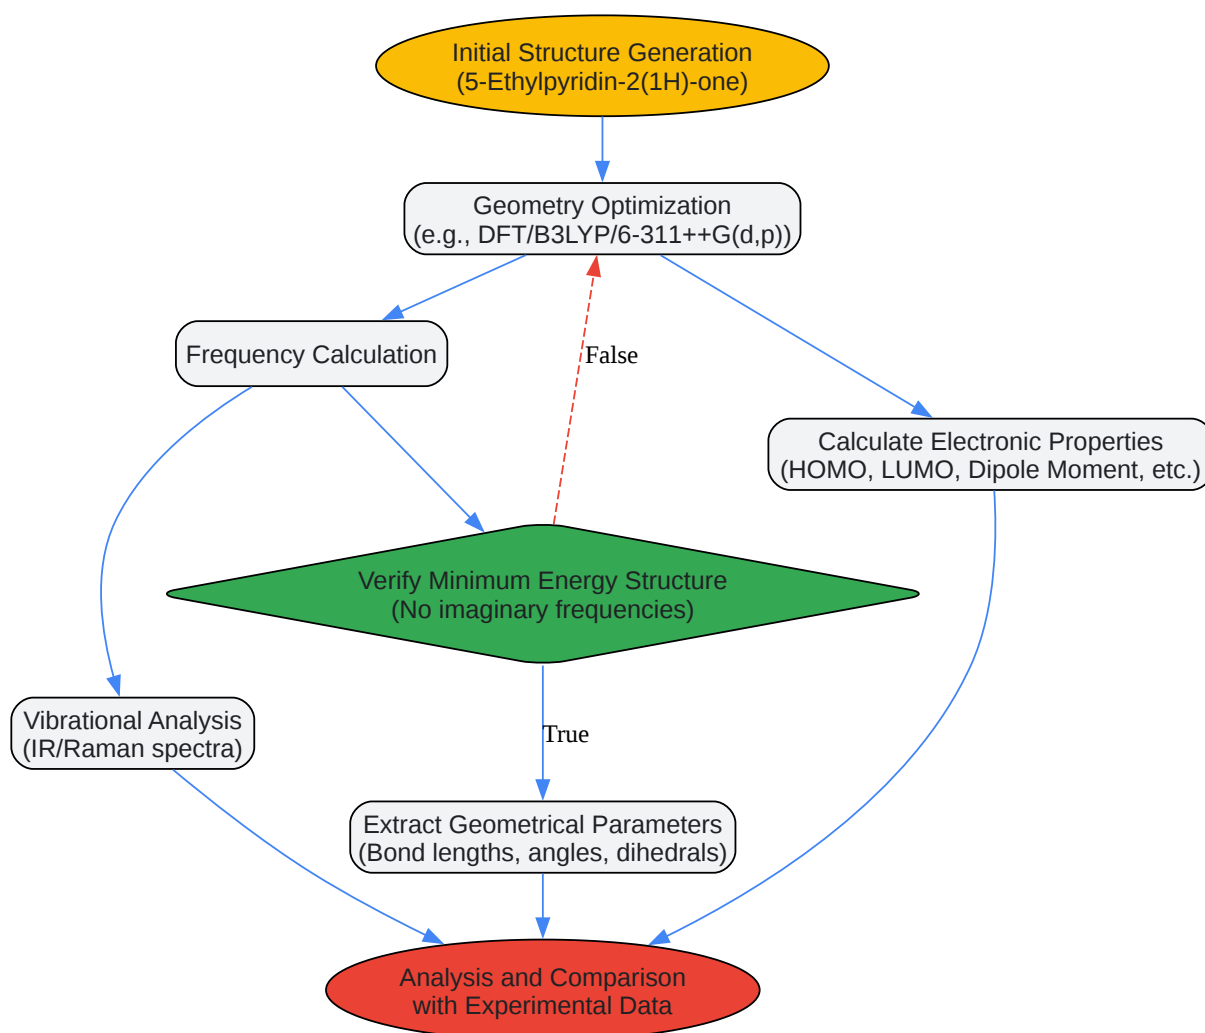 Initial Structure Generation
(5-Ethylpyridin-2(1H)-one)
Geometry Optimization
(e.g., DFT/B3LYP/6-311++G(d,p))
Frequency Calculation
False
Calculate Electronic Properties
(HOMO, LUMO, Dipole Moment, etc.)
Verify Minimum Energy Structure
(No imaginary frequencies)
Vibrational Analysis
(IR/Raman spectra)
True
Extract Geometrical Parameters
(Bond lengths, angles, dihedrals)
Analysis and Comparison
with Experimental Data